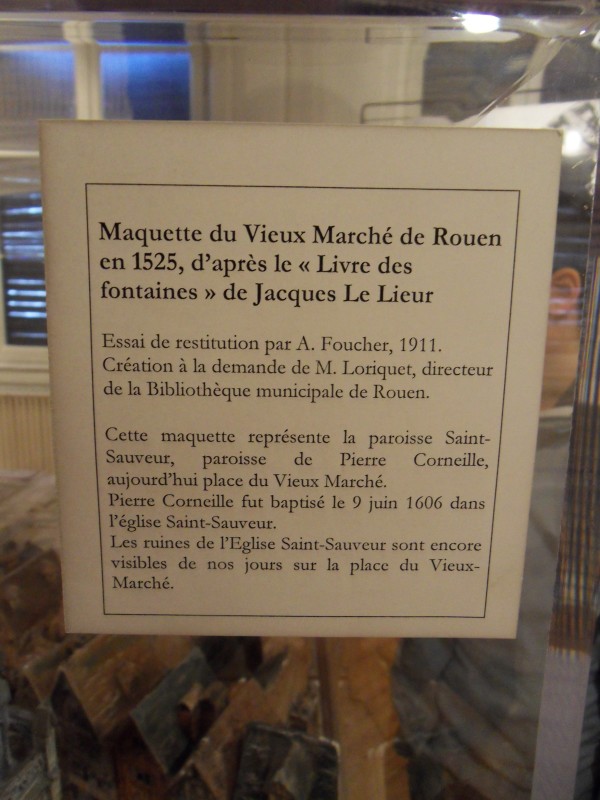 Maquette du Vieux Marché de Rouen
en 1525, d'après le « Livre des
fontaines » de Jacques Le Lieur
Essai de restitution par A. Foucher, 1911.
Création à la demande de M. Loriquet, directeur
de la Bibliothèque municipale de Rouen.
Cette maquette représente la paroisse Saint-
Sauveur, paroisse de Pierre Corneille,
aujourd'hui place du Vieux Marché.
Pierre Corneille fut baptisé le 9 juin 1606 dans
l'église Saint-Sauveur.
Les ruines de l'Eglise Saint-Sauveur sont encore
visibles de nos jours sur la place du Vieux-
Marché.